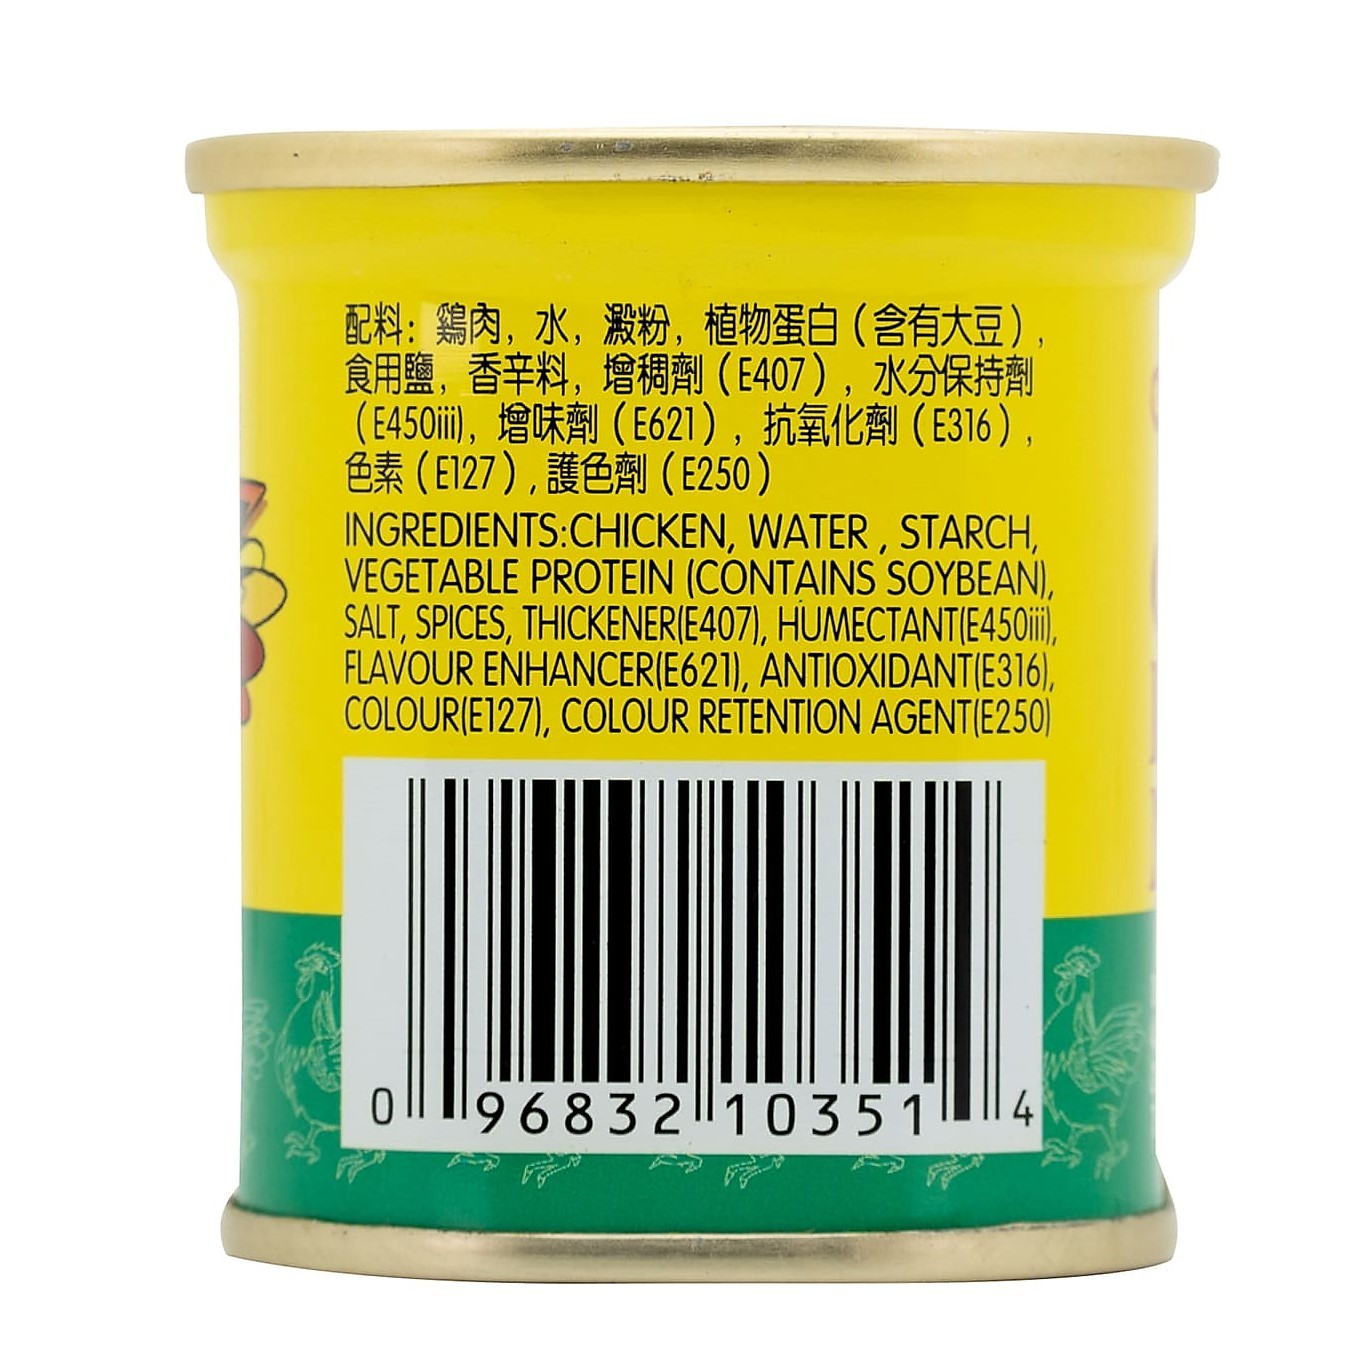 配料：鷄肉，水，澱粉，植物蛋白（含有大豆），
食用鹽，香辛料，增稠劑（E407），水分保持劑
（E450iii)，增味劑（E621），抗氧化劑（E316），
色素（E127），護色劑（E250）
INGREDIENTS:CHICKEN, WATER , STARCH,
VEGETABLE PROTEIN (CONTAINS SOYBEAN),
SALT, SPICES, THICKENER(E407), HUMECTANT(E450iii),
FLAVOUR ENHANCER(E621), ANTIOXIDANT(E316),
COLOUR(E127), COLOUR RETENTION AGENT(E250)
0 96832 10351 4